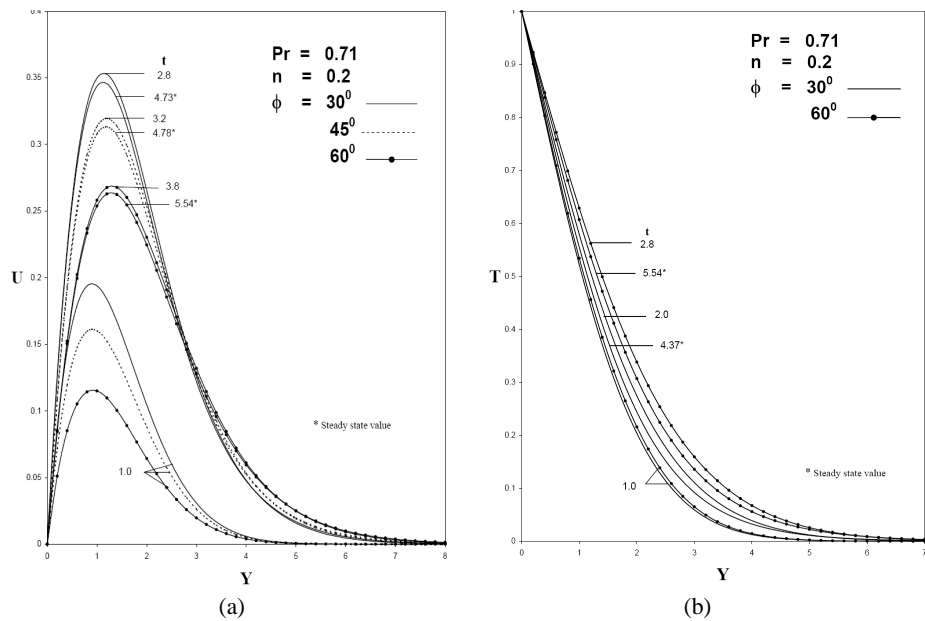 0.4
0.35
0.3
0.25
0.2
0.15
0.1
0.05
0
0 1 2 3 4 5 6 7 8
U
Y
t
2.8
4.73*
3.2
4.78*
3.8
5.54*
1.0
Pr = 0.71
n = 0.2
ϕ = 30⁰
45⁰
60⁰
* Steady state value
(a)
1
0.9
0.8
0.7
0.6
0.5
0.4
0.3
0.2
0.1
0
0 1 2 3 4 5 6 7
T
Y
Pr = 0.71
n = 0.2
ϕ = 30⁰
60⁰
t
2.8
5.54*
2.0
4.37*
1.0
* Steady state value
(b)